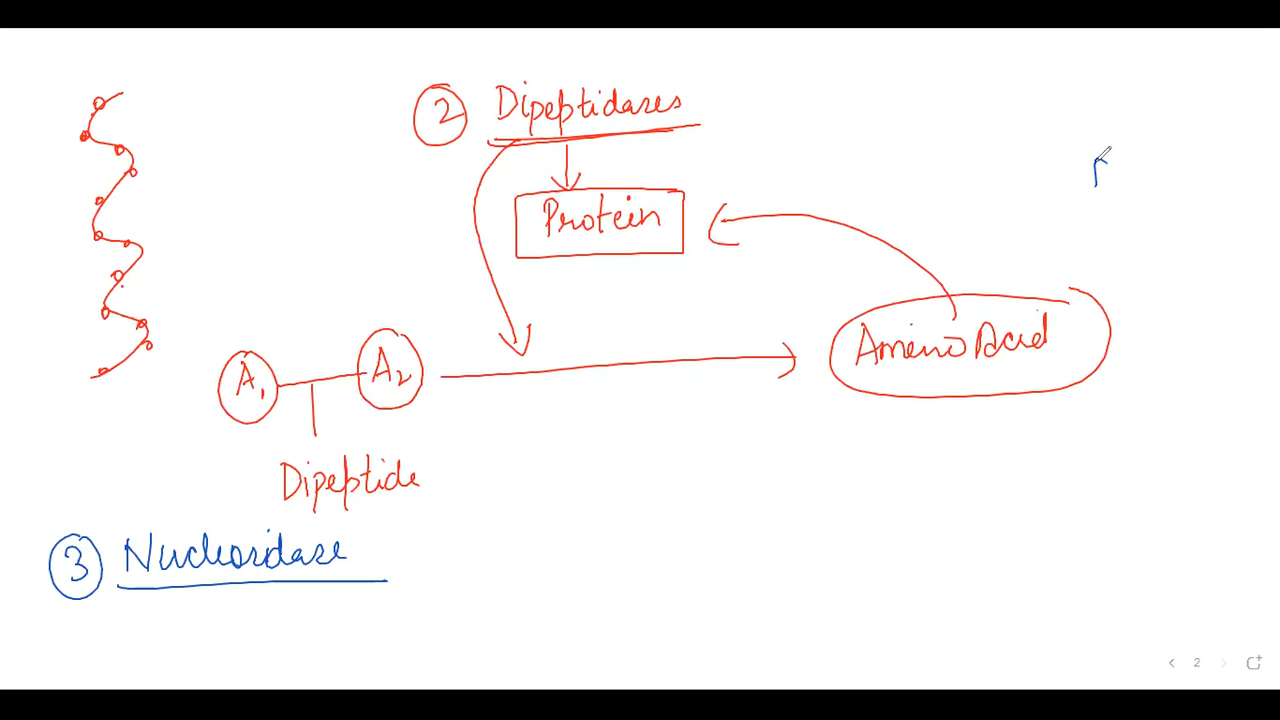 2 Dipeptidases
Protein
A1 A2 Amino Acid
Dipeptide
3 Nucleosidase
2